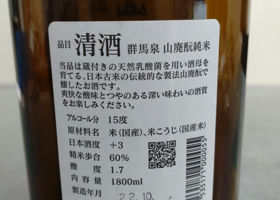 品目 清酒 群馬泉 山廃酛純米
当品は蔵付きの天然乳酸菌を用い酒母を
育てる、日本古来の伝統的な製法山廃酛で
醸したお酒です。
爽快な酸味とつやのある深い味わいの酒質
をお楽しみください。
アルコール分 15度
原材料名 米(国産)、米こうじ(国産米)
日本酒度 +3
精米歩合 60%
酸度 1.7
内容量 1800ml
製造年月 22.10